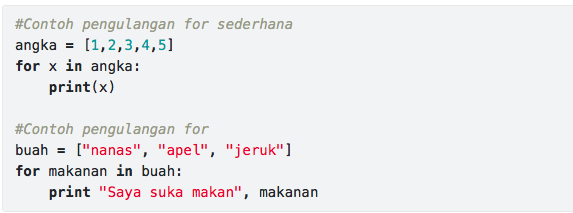 #Contoh pengulangan for sederhana
angka = [1,2,3,4,5]
for x in angka:
    print(x)

#Contoh pengulangan for
buah = ["nanas", "apel", "jeruk"]
for makanan in buah:
    print "Saya suka makan", makanan